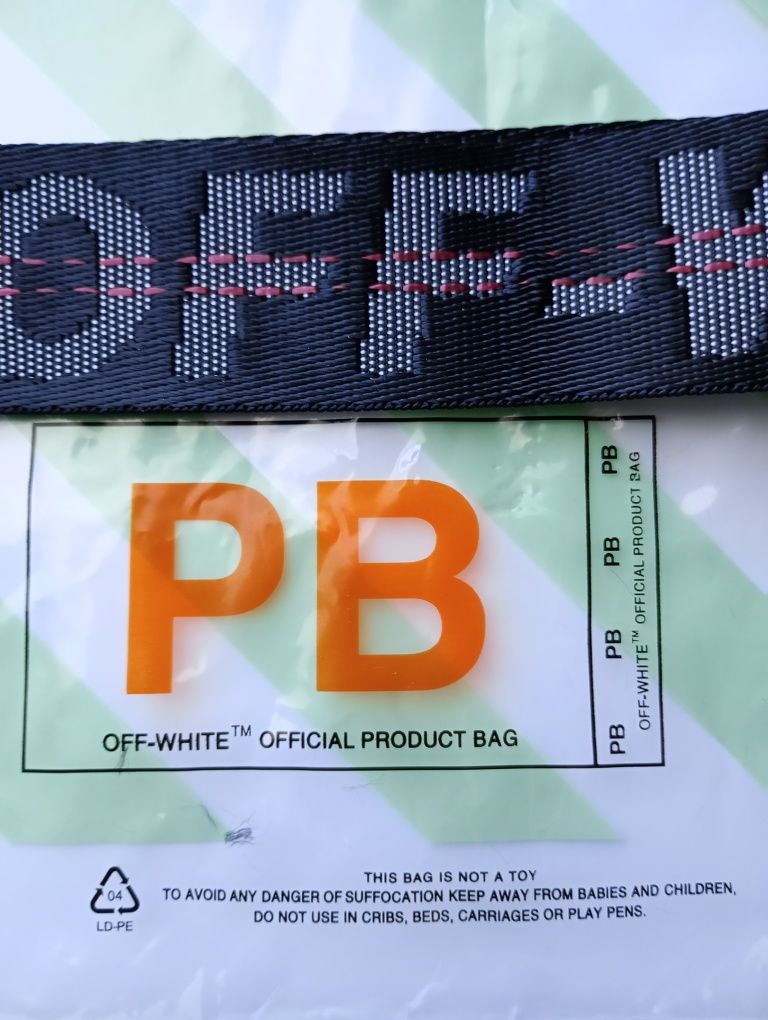 OFF-W
PB
OFF-WHITE™ OFFICIAL PRODUCT BAG
PB PB PB PB
OFF-WHITE™ OFFICIAL PRODUCT BAG
04
LD-PE
THIS BAG IS NOT A TOY
TO AVOID ANY DANGER OF SUFFOCATION KEEP AWAY FROM BABIES AND CHILDREN,
DO NOT USE IN CRIBS, BEDS, CARRIAGES OR PLAY PENS.